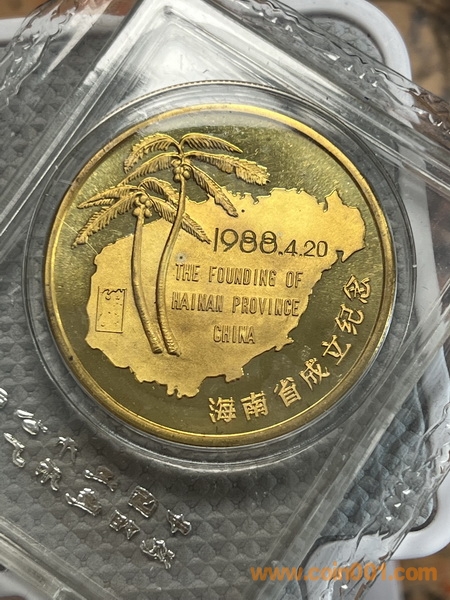 1988.4.20
THE FOUNDING OF
HAINAN PROVINCE
CHINA
海南省成立纪念
www.coin001.com